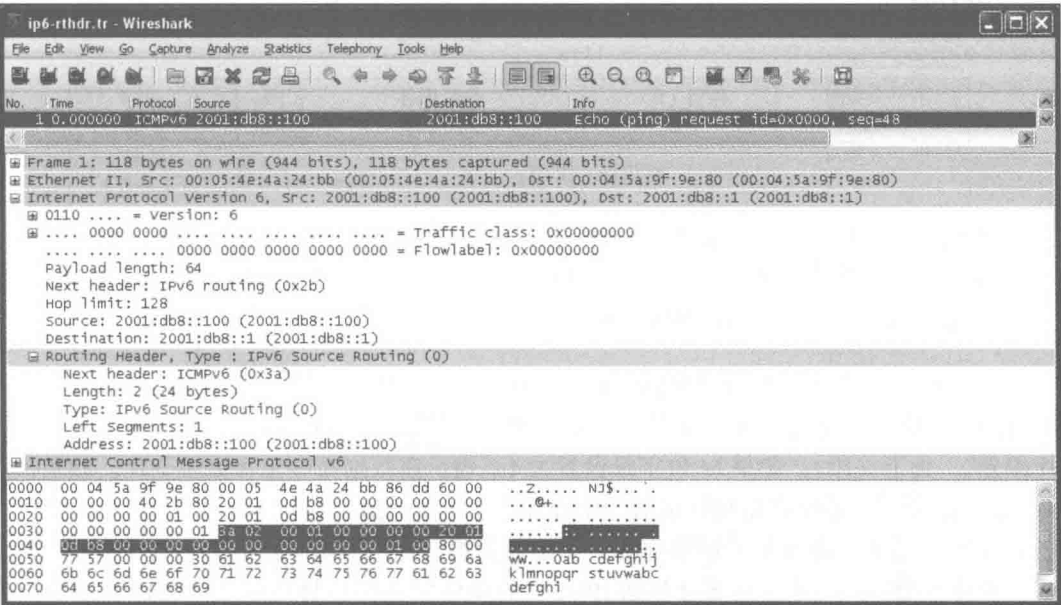 ip6-rthdr.tr - Wireshark
File Edit View Go Capture Analyze Statistics Telephony Tools Help
No. Time Protocol Source Destination Info
1 0.000000 ICMPv6 2001:db8::100 2001:db8::100 Echo (ping) request id=0x0000, seq=48
Frame 1: 118 bytes on wire (944 bits), 118 bytes captured (944 bits)
Ethernet II, Src: 00:05:4e:4a:24:bb (00:05:4e:4a:24:bb), Dst: 00:04:5a:9f:9e:80 (00:04:5a:9f:9e:80)
Internet Protocol Version 6, Src: 2001:db8::100 (2001:db8::100), Dst: 2001:db8::1 (2001:db8::1)
0110 .... = Version: 6
.... 0000 0000 .... .... .... .... .... = Traffic class: 0x00000000
.... .... .... 0000 0000 0000 0000 0000 = Flowlabel: 0x00000000
Payload length: 64
Next header: IPv6 routing (0x2b)
Hop limit: 128
Source: 2001:db8::100 (2001:db8::100)
Destination: 2001:db8::1 (2001:db8::1)
Routing Header, Type : IPv6 Source Routing (0)
Next header: ICMPv6 (0x3a)
Length: 2 (24 bytes)
Type: IPv6 Source Routing (0)
Left Segments: 1
Address: 2001:db8::100 (2001:db8::100)
Internet Control Message Protocol v6
0000 00 04 5a 9f 9e 80 00 05 4e 4a 24 bb 86 dd 60 00 ..Z..... NJ$...`.
0010 00 00 00 40 2b 80 20 01 0d b8 00 00 00 00 00 00 ...@+. . ........
0020 00 00 00 00 01 00 20 01 0d b8 00 00 00 00 00 00 ...... . ........
0030 00 00 00 00 00 01 3a 02 00 01 00 00 00 00 20 01 ......:. ...... .
0040 0d b8 00 00 00 00 00 00 00 00 00 00 01 00 80 00 ........ ........
0050 77 57 00 00 00 30 61 62 63 64 65 66 67 68 69 6a ww...0ab cdefghij
0060 6b 6c 6d 6e 6f 70 71 72 73 74 75 76 77 61 62 63 klmnopqr stuvwabc
0070 64 65 66 67 68 69 defghi